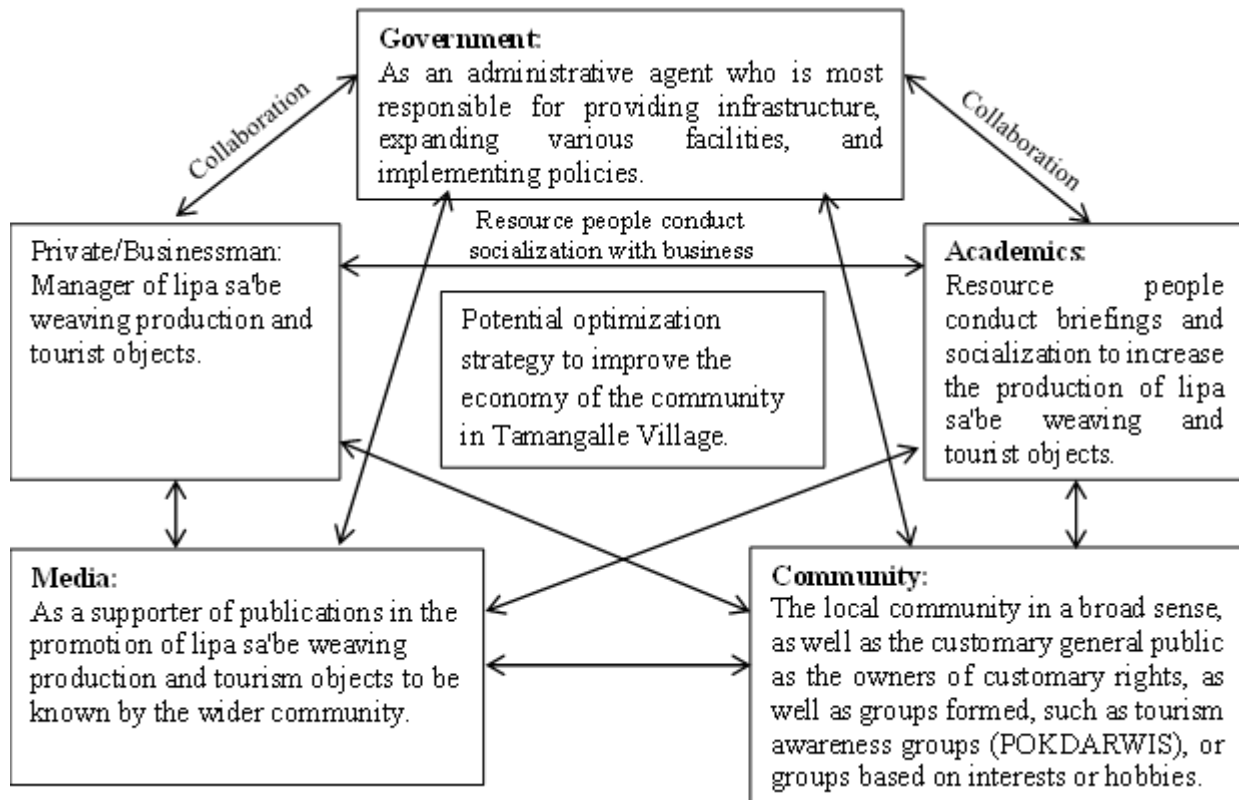 Government:
As an administrative agent who is most
responsible for providing infrastructure,
expanding various facilities, and
implementing policies.
Collaboration
Collaboration
Resource people conduct
socialization with business
Private/Businessman:
Manager of lipa sa'be
weaving production and
tourist objects.
Potential optimization
strategy to improve the
economy of the community
in Tamangalle Village.
Academics:
Resource people
conduct briefings and
socialization to increase
the production of lipa
sa'be weaving and
tourist objects.
Media:
As a supporter of publications in the
promotion of lipa sa'be weaving
production and tourism objects to be
known by the wider community.
Community:
The local community in a broad sense,
as well as the customary general public
as the owners of customary rights, as
well as groups formed, such as tourism
awareness groups (POKDARWIS), or
groups based on interests or hobbies.